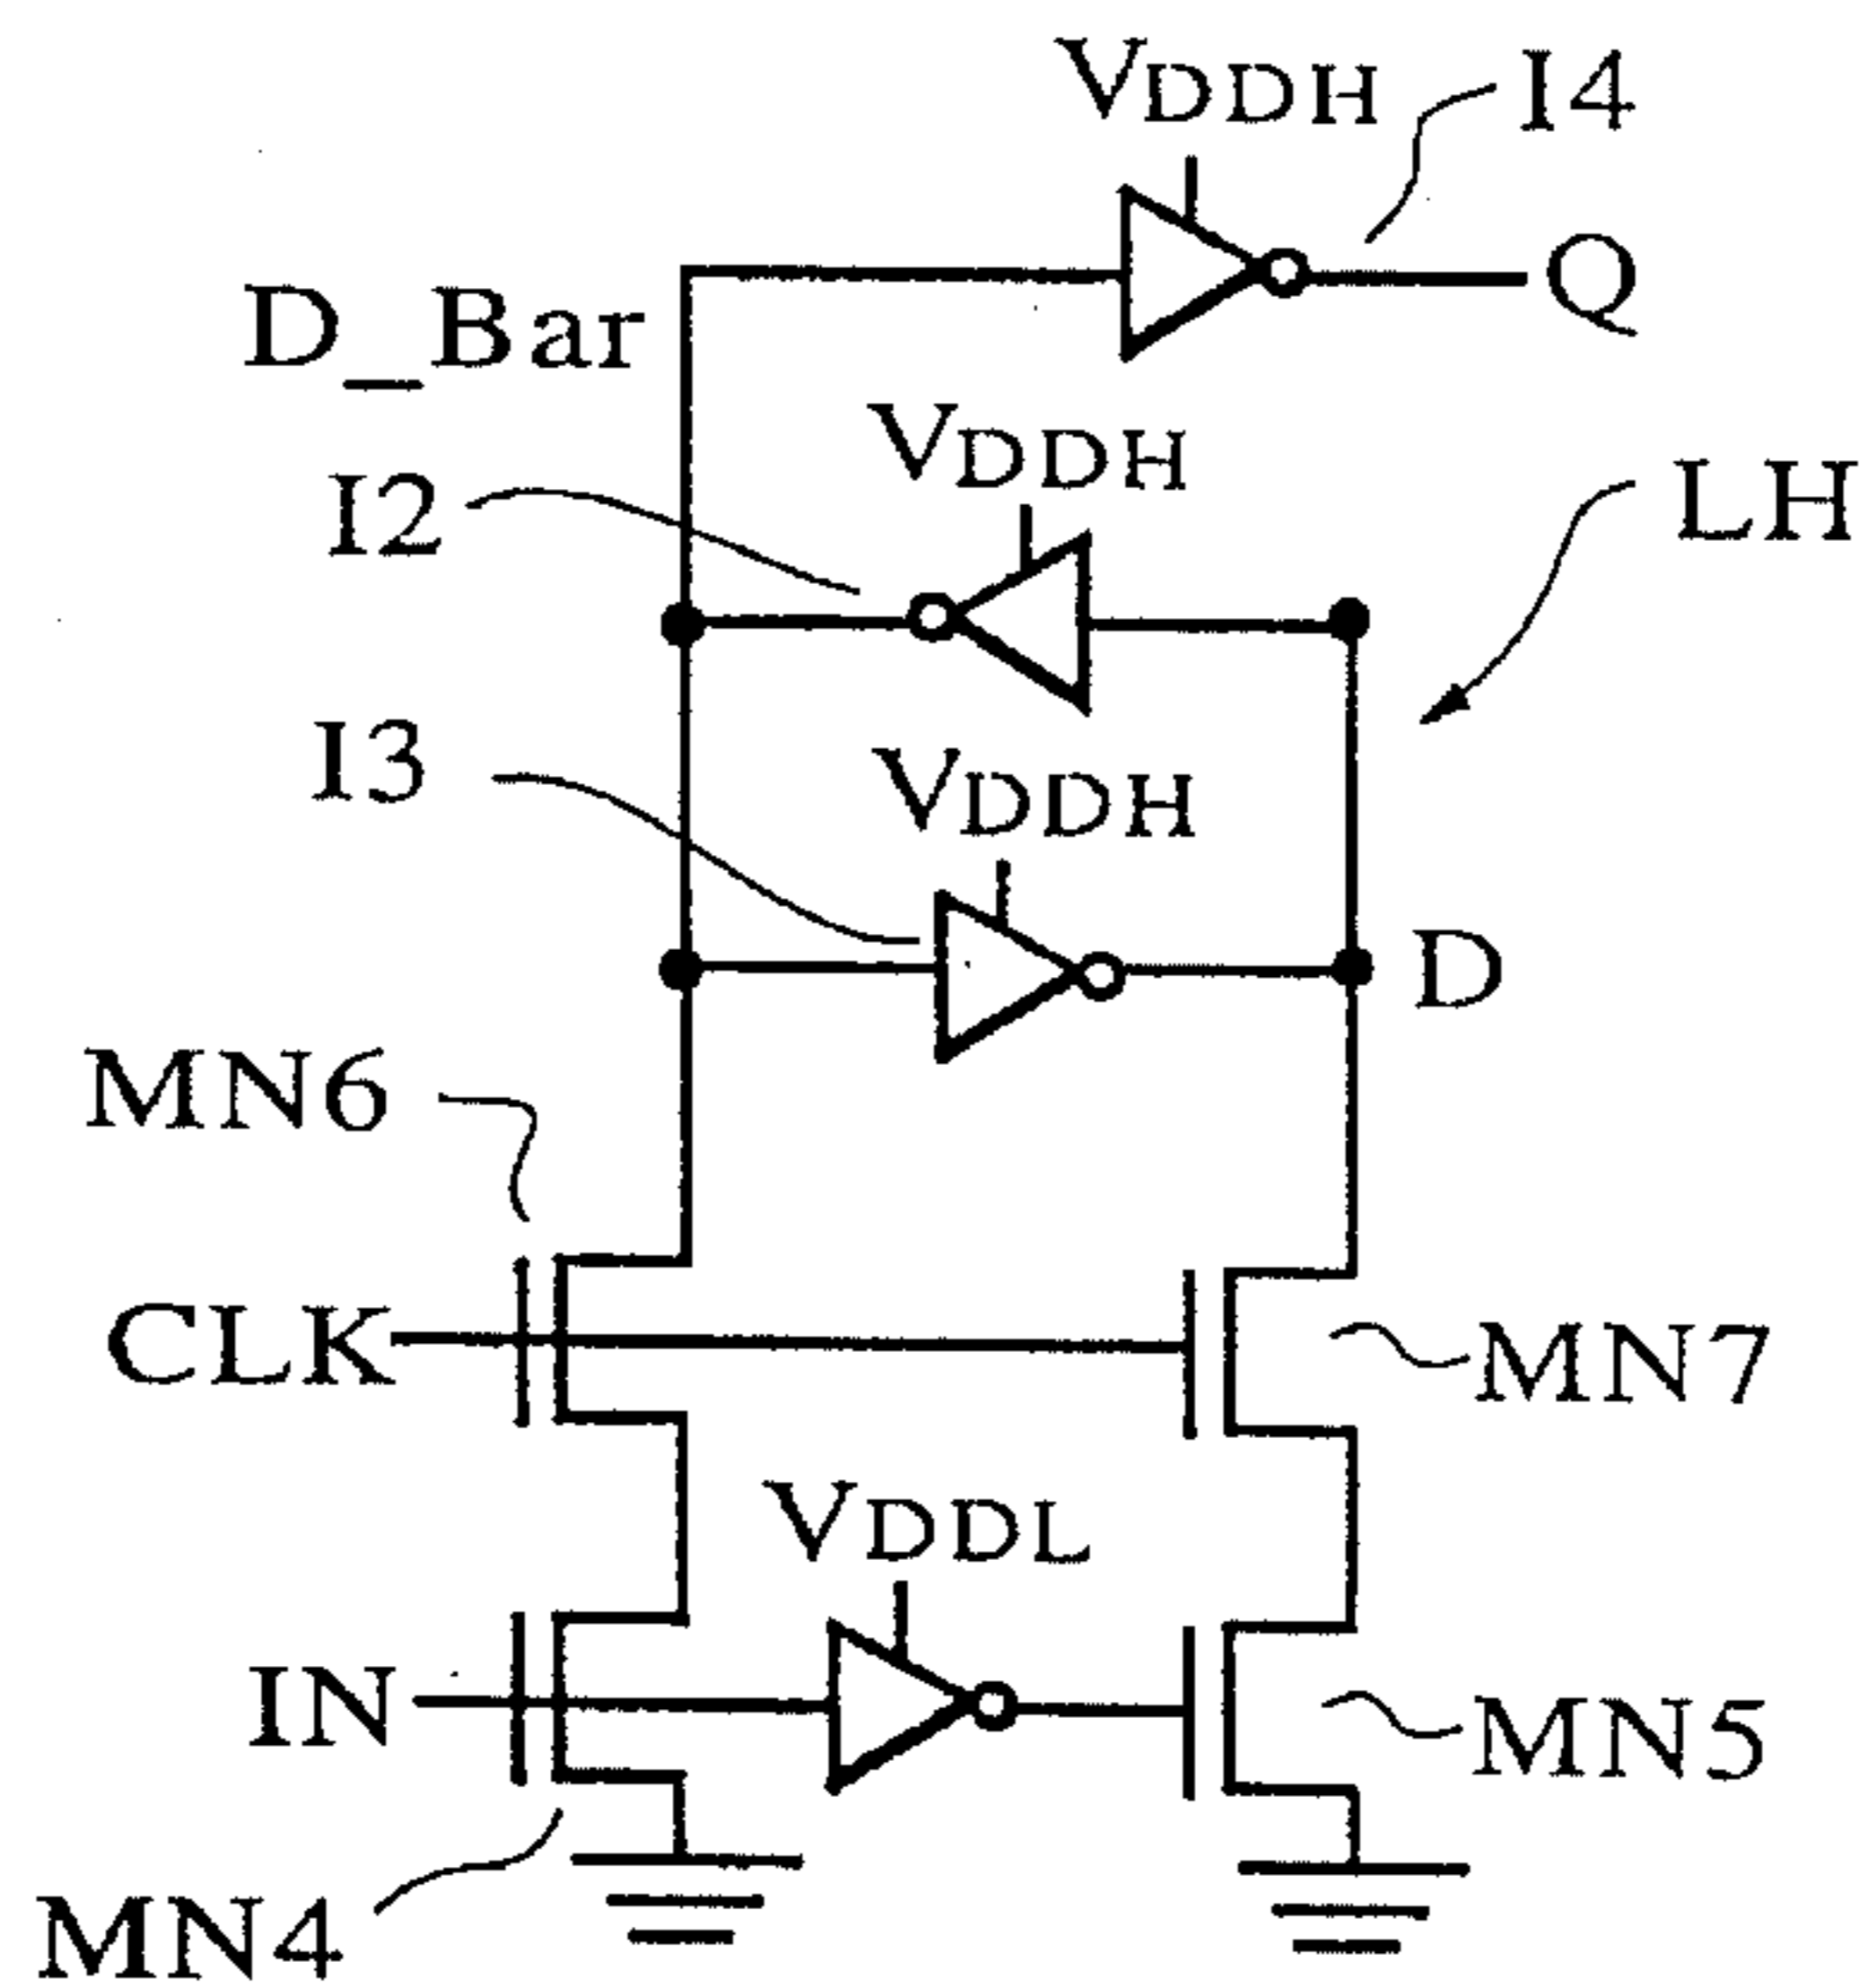 VDDH
I4
Q
D_Bar
VDDH
I2
LH
VDDH
I3
D
MN6
CLK
MN7
VDDL
IN
MN5
MN4